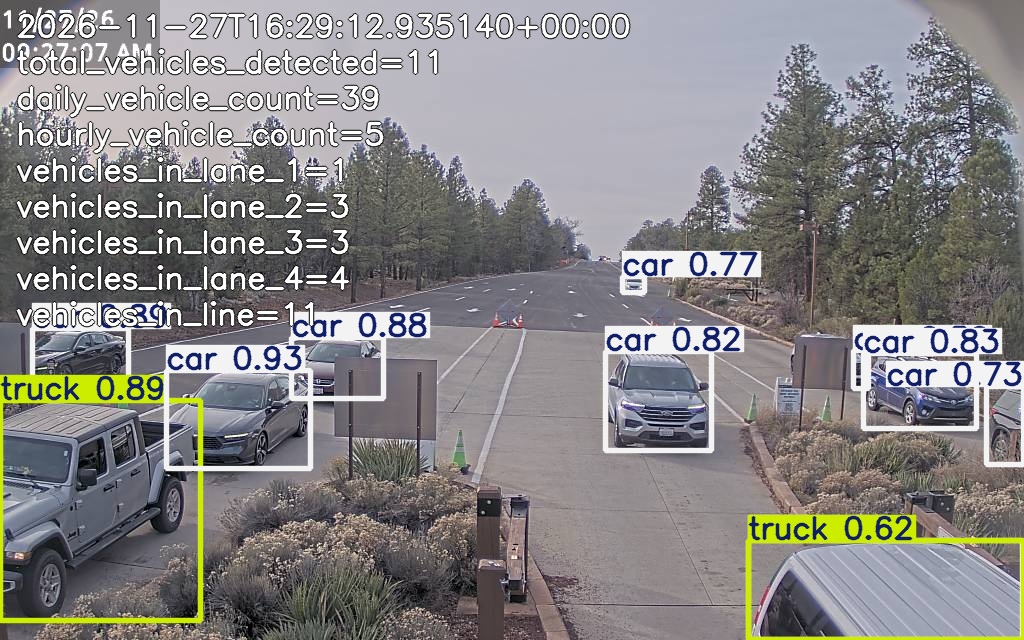 2026-11-27T16:29:12.935140+00:00
total_vehicles_detected=11
daily_vehicle_count=39
hourly_vehicle_count=5
vehicles_in_lane_1=1
vehicles_in_lane_2=3
vehicles_in_lane_3=3
vehicles_in_lane_4=4
vehicles_in_line=11
car 0.77
car 0.88
car 0.82
0.83
car 0.93
car 0.73
truck 0.89
truck 0.62